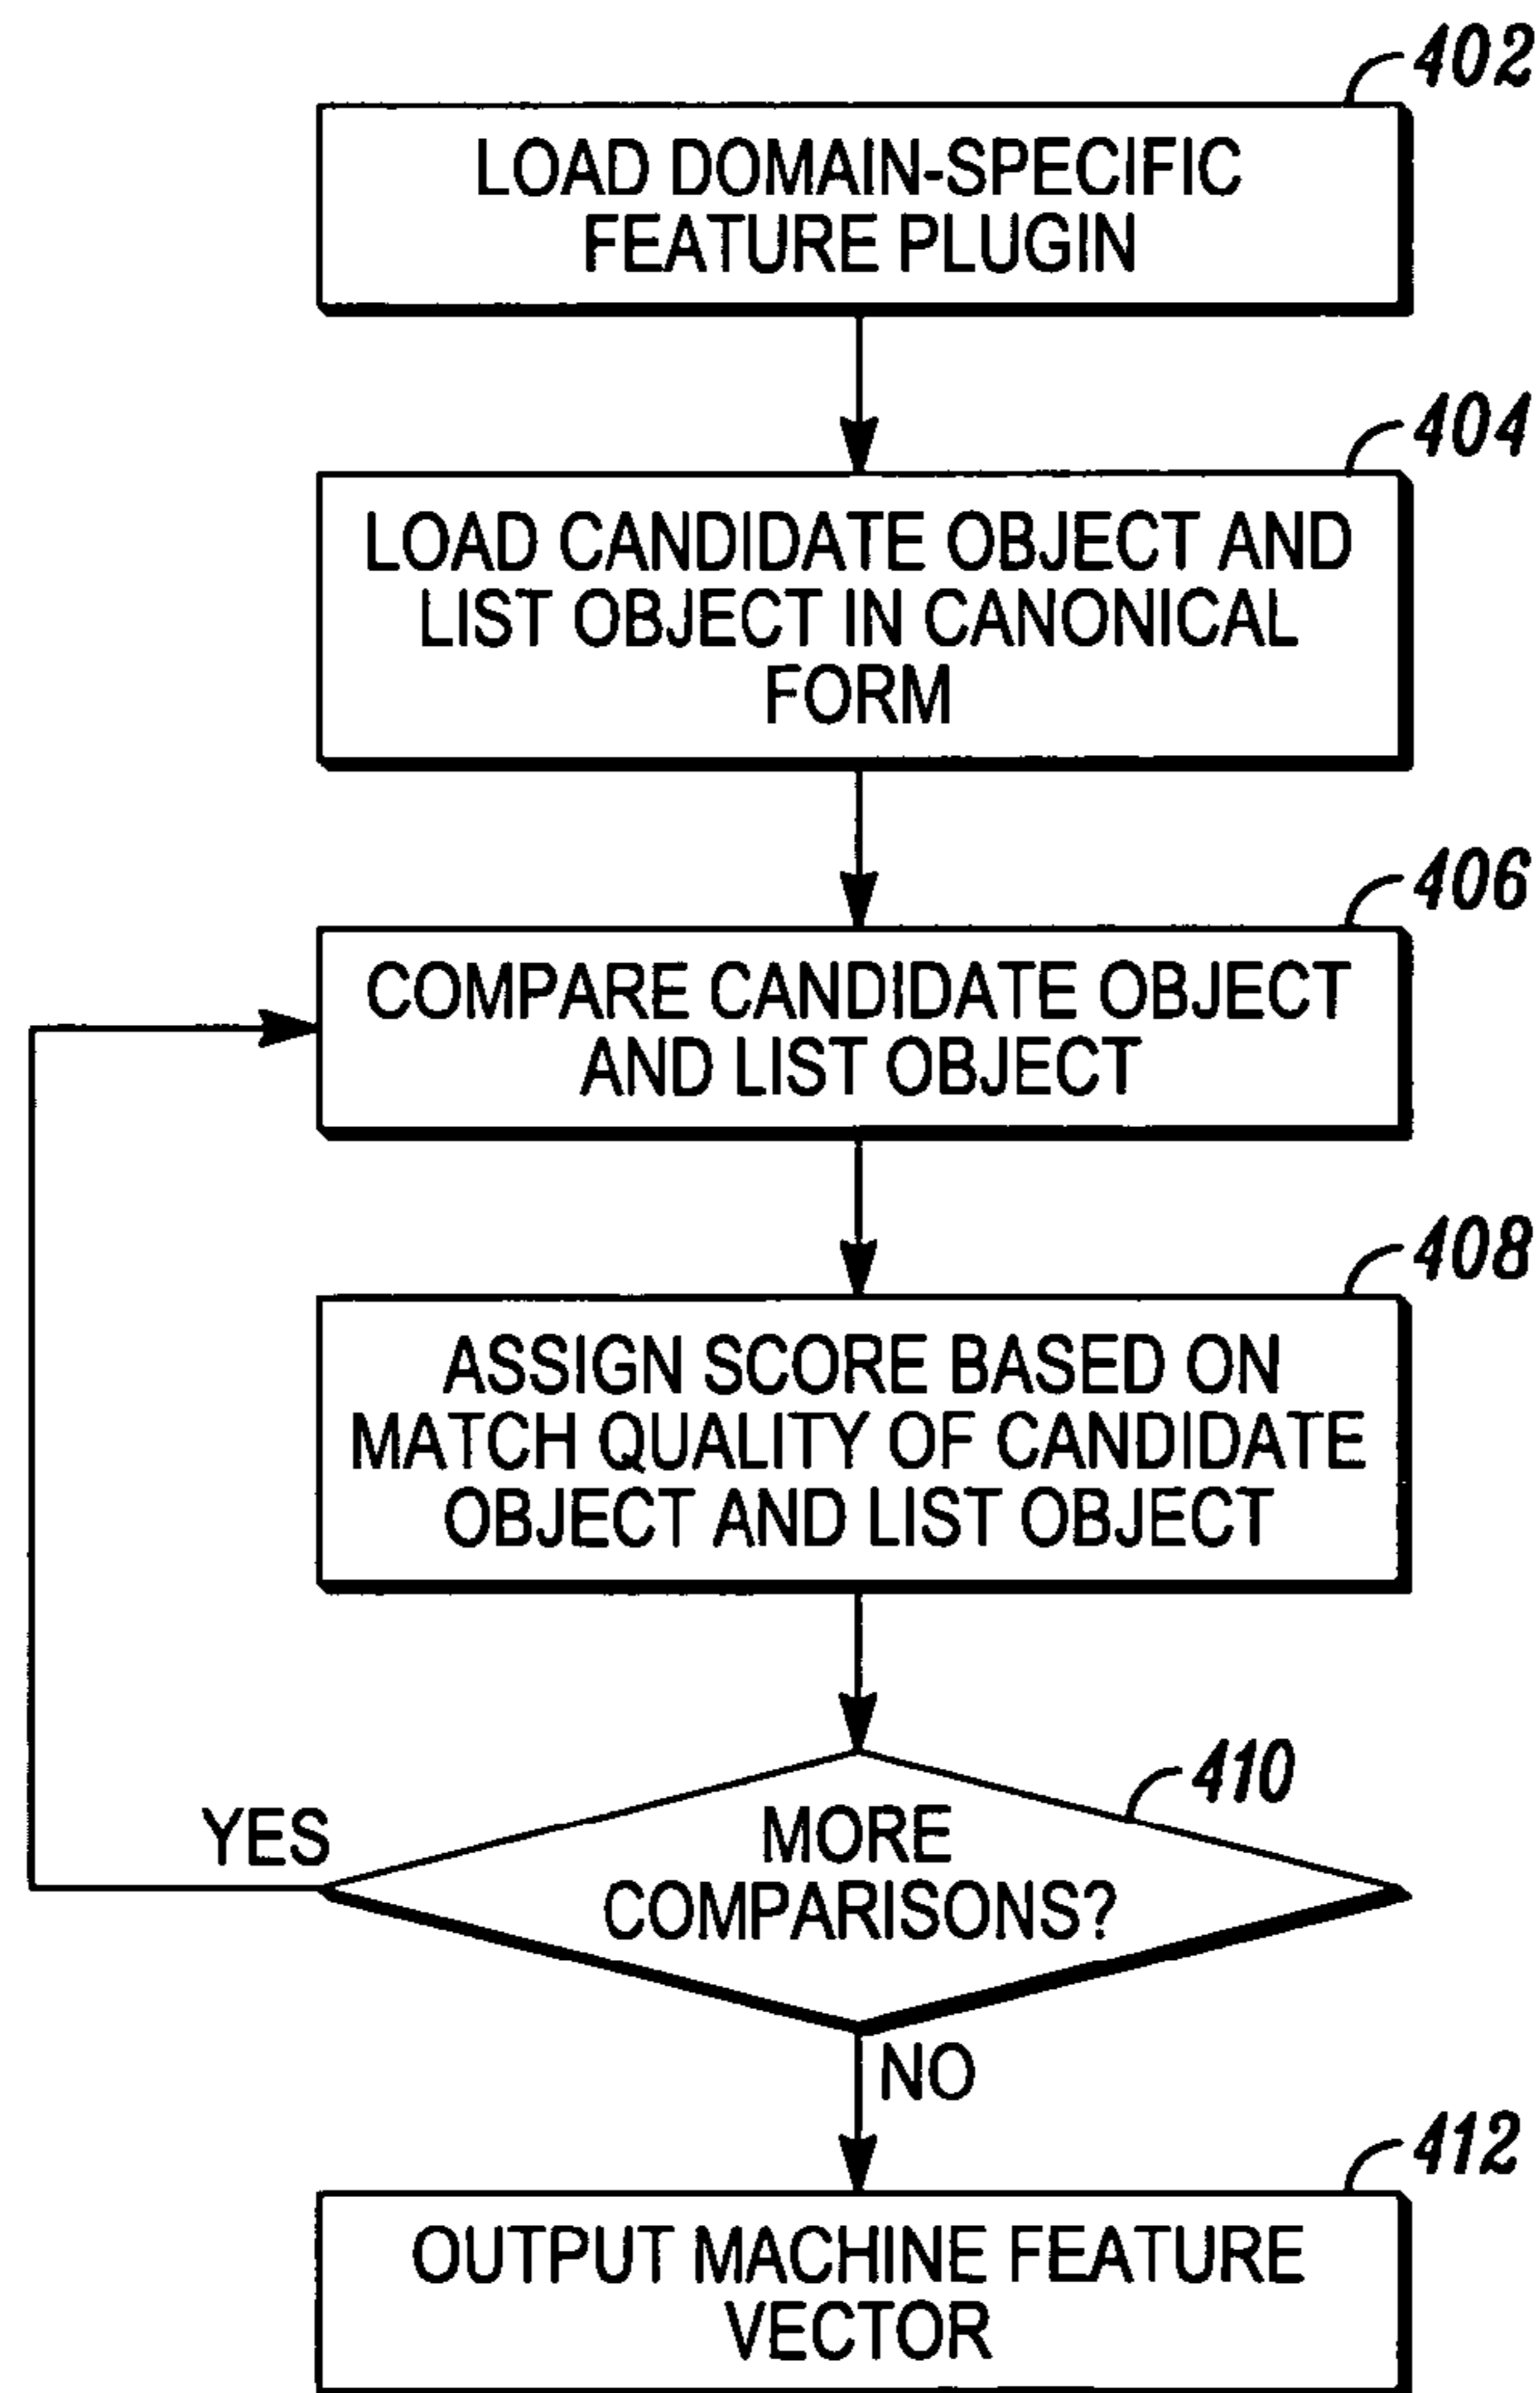 402
LOAD DOMAIN-SPECIFIC
FEATURE PLUGIN
404
LOAD CANDIDATE OBJECT AND
LIST OBJECT IN CANONICAL
FORM
406
COMPARE CANDIDATE OBJECT
AND LIST OBJECT
408
ASSIGN SCORE BASED ON
MATCH QUALITY OF CANDIDATE
OBJECT AND LIST OBJECT
410
YES
MORE
COMPARISONS?
NO
412
OUTPUT MACHINE FEATURE
VECTOR